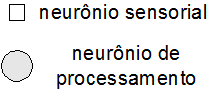 neurônio sensorial
neurônio de
processamento